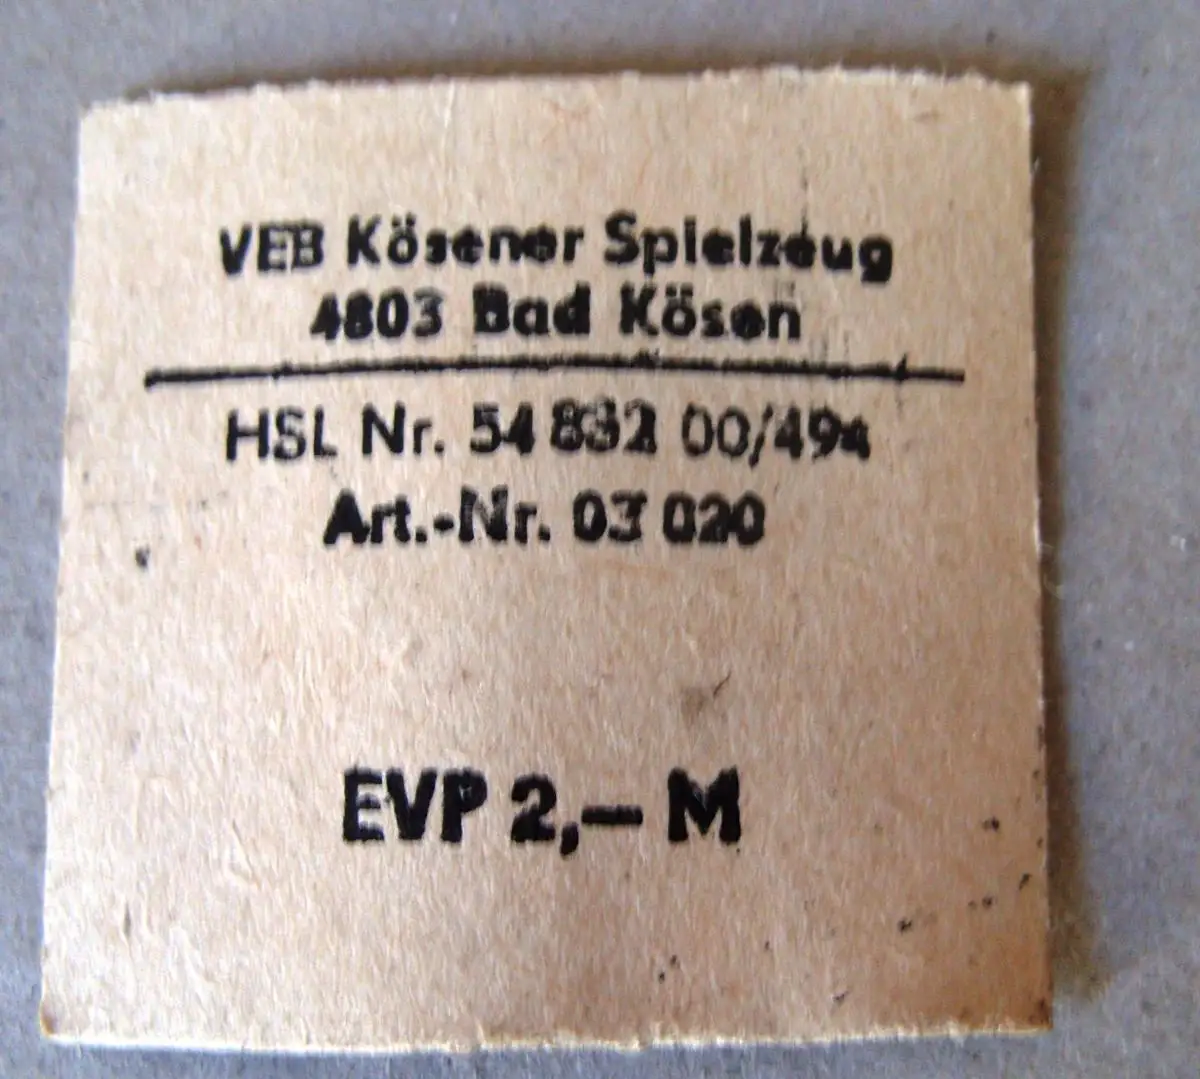 VEB Kösener Spielzeug
4803 Bad Kösen
HSL Nr. 54 832 00/494
Art.-Nr. 03 020
EVP 2,– M